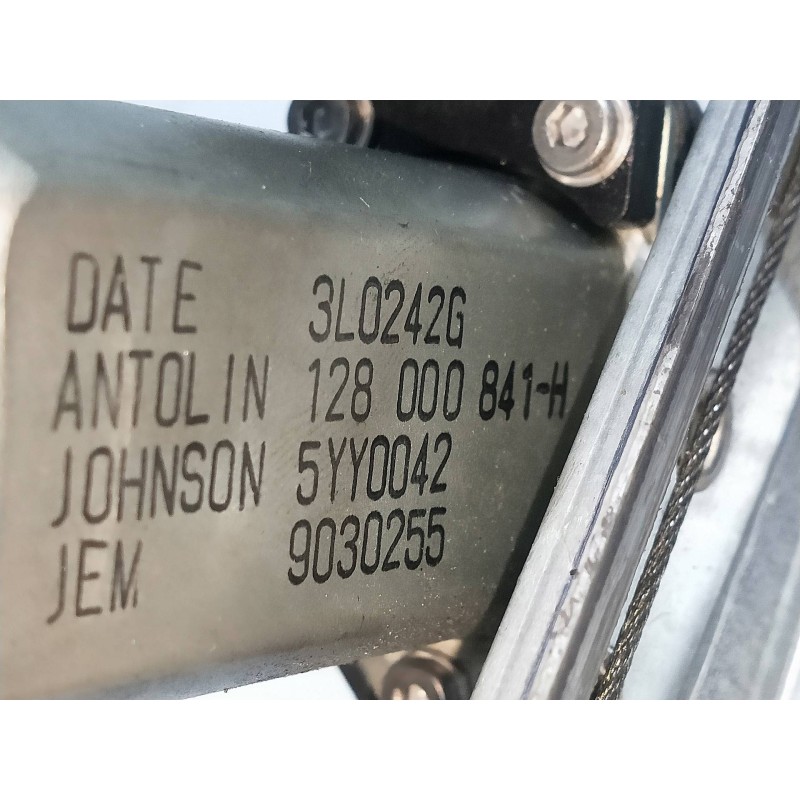 DATE 3L0242G
ANTOLIN 128 000 841-H
JOHNSON 5YY0042
JEM 9030255